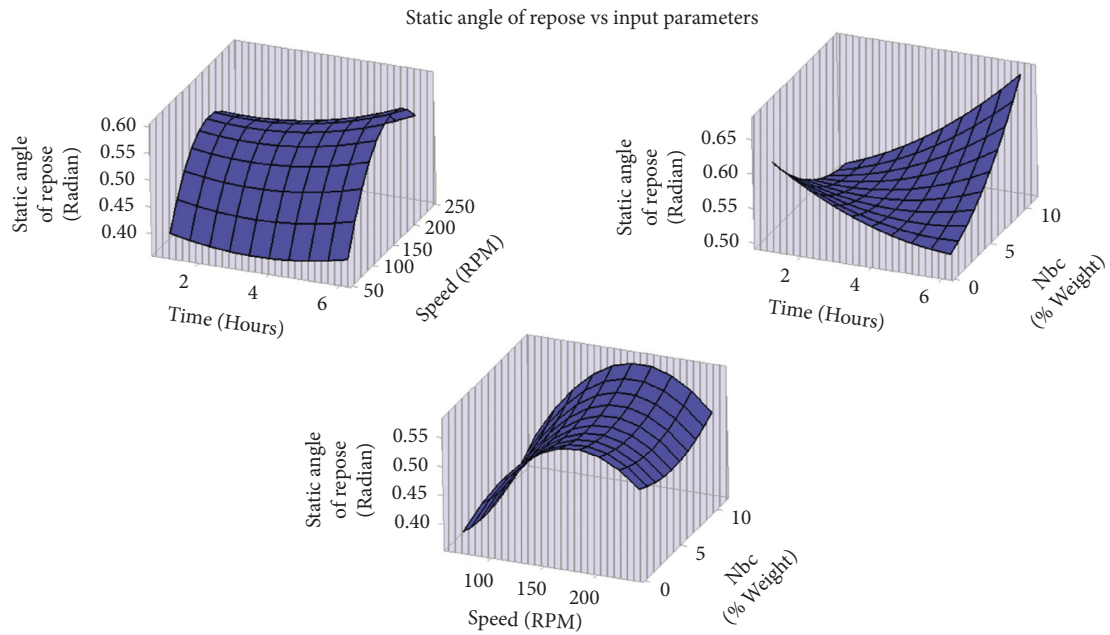 Static angle of repose vs input parameters
Static angle
of repose
(Radian)
0.60
0.55
0.50
0.45
0.40
2
4
6
Time (Hours)
50
100
150
200
250
Speed (RPM)
Static angle
of repose
(Radian)
0.65
0.60
0.55
0.50
2
4
6
Time (Hours)
0
5
10
Nbc
(% Weight)
Static angle
of repose
(Radian)
0.55
0.50
0.45
0.40
100
150
200
Speed (RPM)
0
5
10
Nbc
(% Weight)